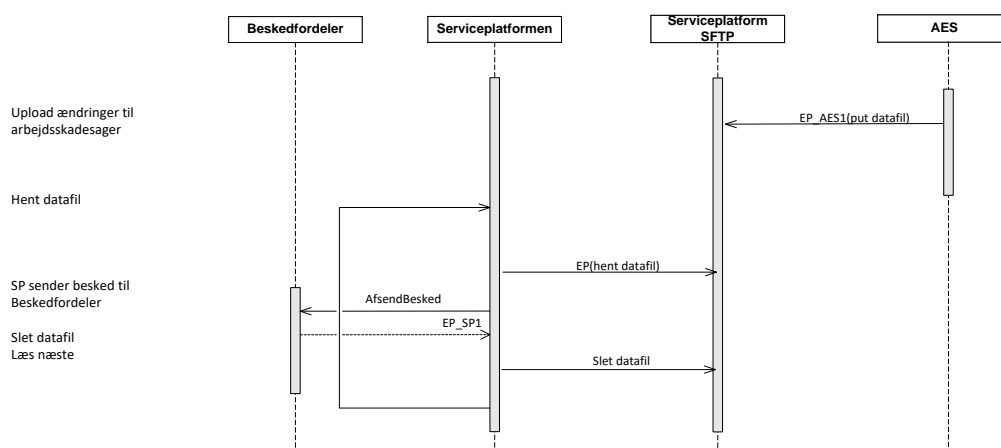 Beskedfordeler
Serviceplatformen
Serviceplatform
SFTP
AES
Upload ændringer til
arbejdsskadesager
EP_AES1(put datafil)
Hent datafil
EP(hent datafil)
SP sender besked til
Beskedfordeler
AfsendBesked
EP_SP1
Slet datafil
Læs næste
Slet datafil